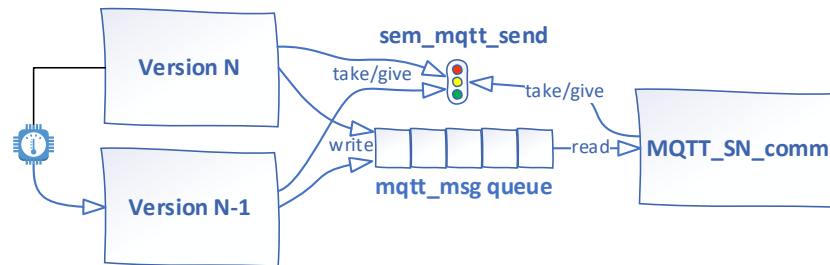 sem_mqtt_send
Version N
take/give
take/give
write
read
MQTT_SN_comm
mqtt_msg queue
Version N-1